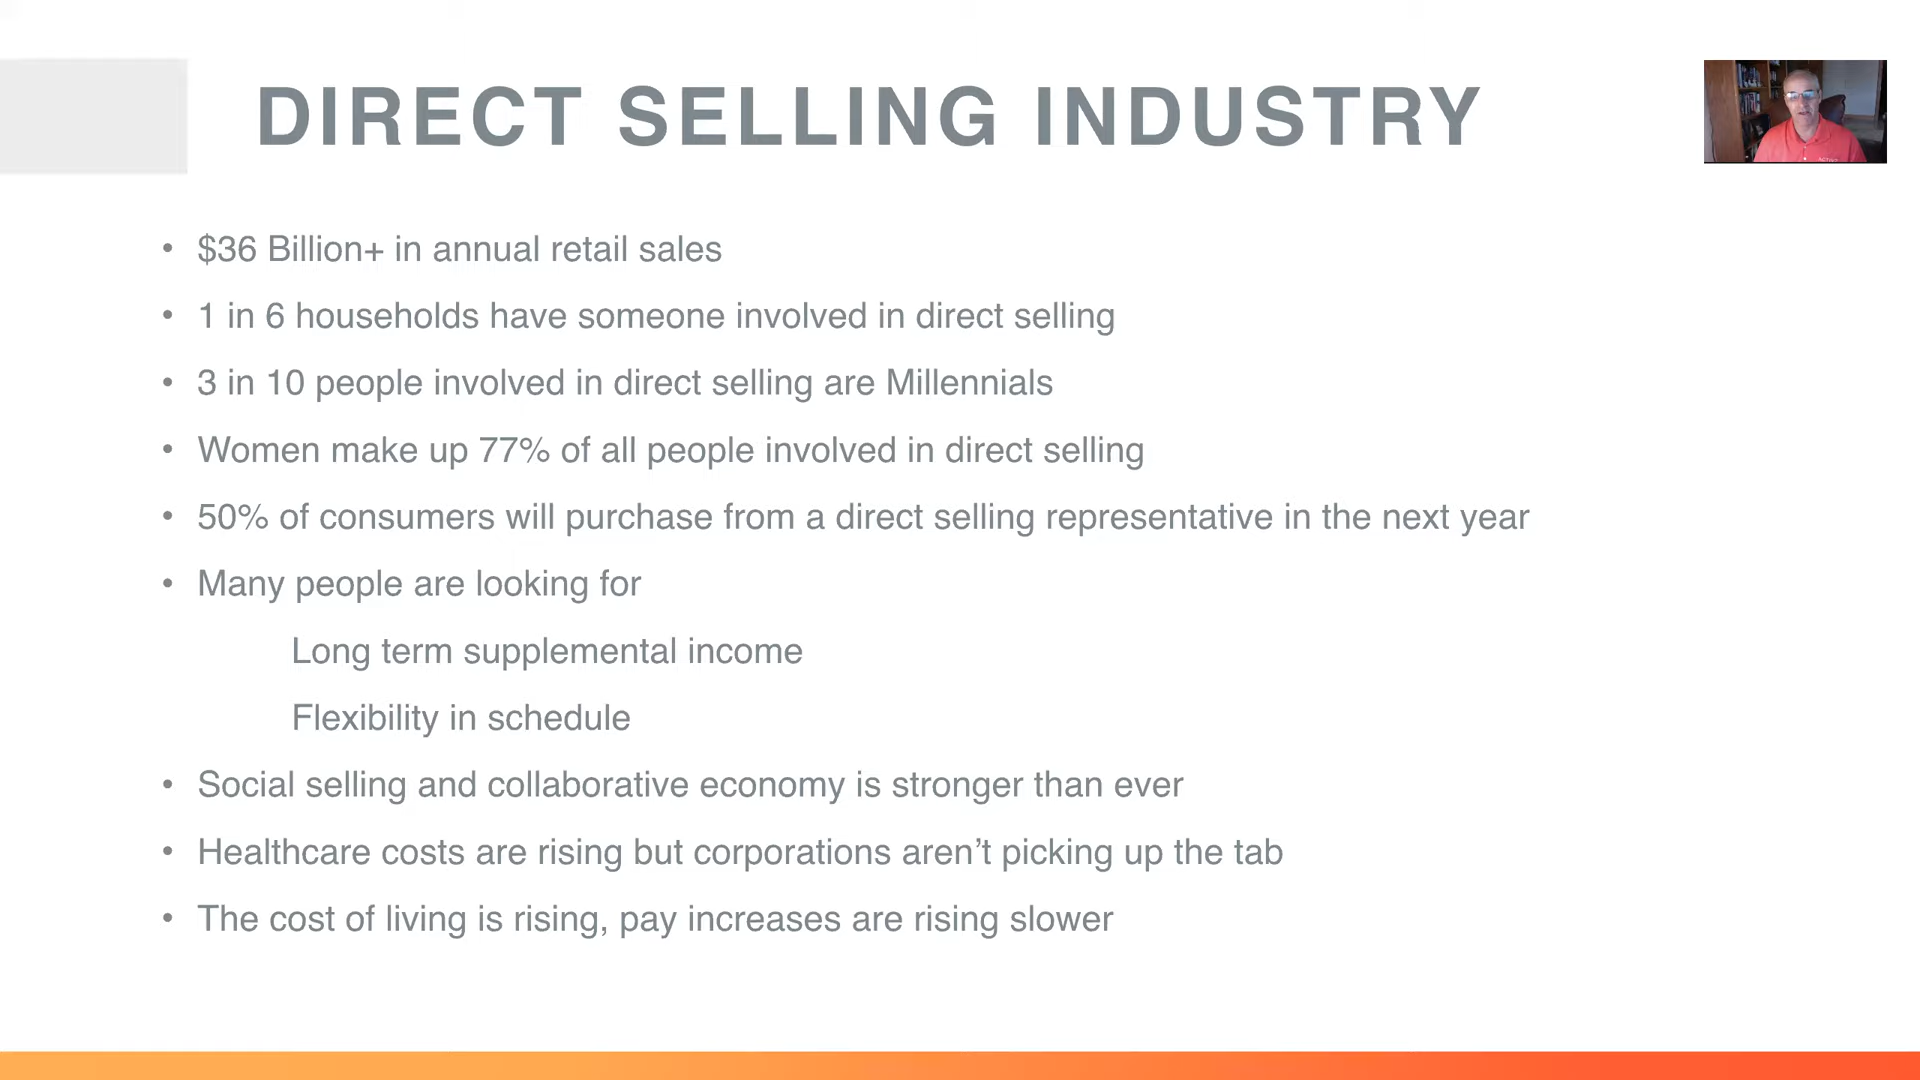 DIRECT SELLING INDUSTRY
• $36 Billion+ in annual retail sales
• 1 in 6 households have someone involved in direct selling
• 3 in 10 people involved in direct selling are Millennials
• Women make up 77% of all people involved in direct selling
• 50% of consumers will purchase from a direct selling representative in the next year
• Many people are looking for
Long term supplemental income
Flexibility in schedule
• Social selling and collaborative economy is stronger than ever
• Healthcare costs are rising but corporations aren’t picking up the tab
• The cost of living is rising, pay increases are rising slower